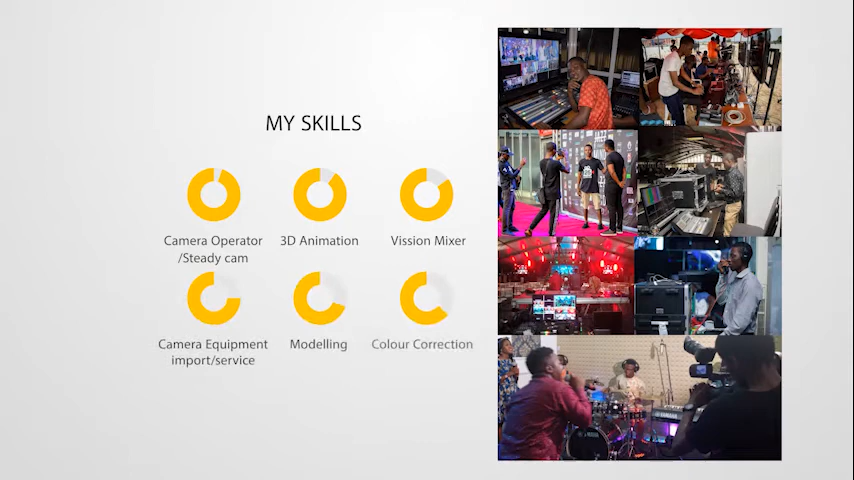 MY SKILLS
Camera Operator
/Steady cam
3D Animation
Vission Mixer
Camera Equipment
import/service
Modelling
Colour Correction